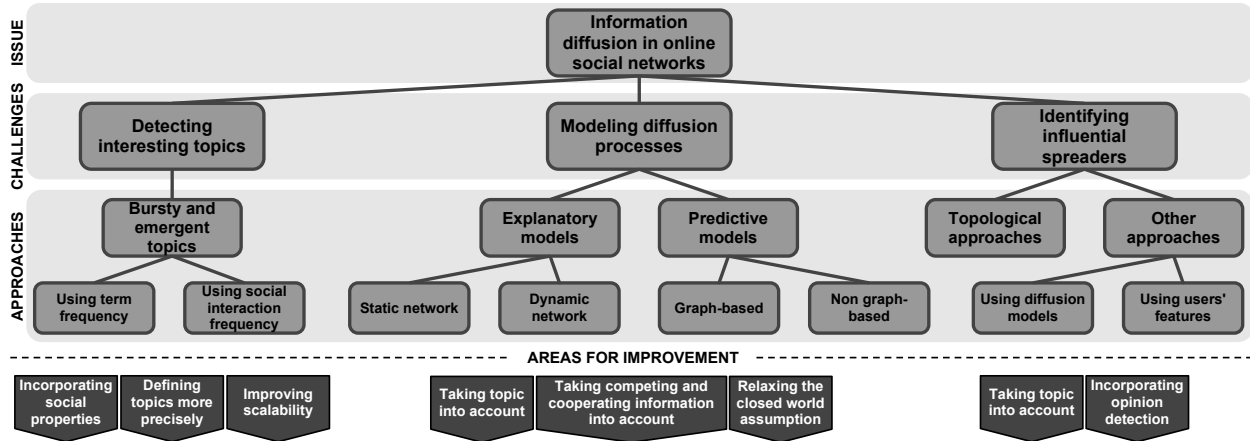 ISSUE
Information
diffusion in online
social networks
CHALLENGES
Detecting
interesting topics
Modeling diffusion
processes
Identifying
influential
spreaders
APPROACHES
Bursty and
emergent
topics
Explanatory
models
Predictive
models
Topological
approaches
Other
approaches
Using term
frequency
Using social
interaction
frequency
Static network
Dynamic
network
Graph-based
Non graph-
based
Using diffusion
models
Using users'
features
AREAS FOR IMPROVEMENT
Incorporating
social
properties
Defining
topics more
precisely
Improving
scalability
Taking topic
into account
Taking competing and
cooperating information
into account
Relaxing the
closed world
assumption
Taking topic
into account
Incorporating
opinion
detection